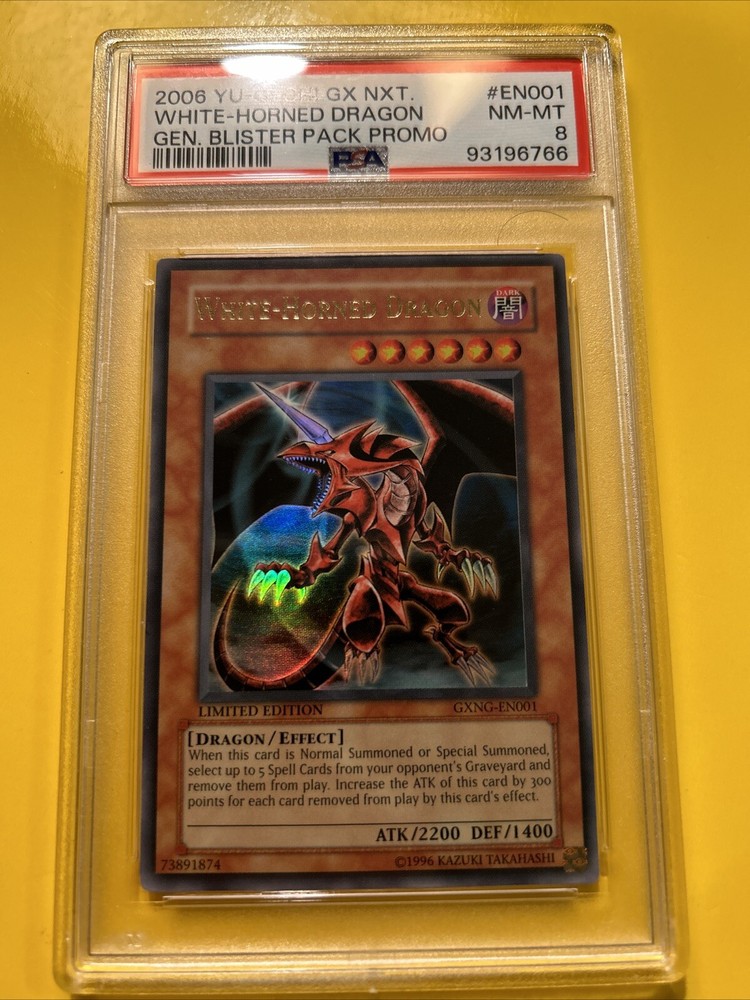 2006 YU-GI-OH! GX NXT. #EN001
WHITE-HORNED DRAGON NM-MT
GEN. BLISTER PACK PROMO 8
PSA 93196766
WHITE-HORNED DRAGON
DARK
闇
LIMITED EDITION GXNG-EN001
[DRAGON/EFFECT]
When this card is Normal Summoned or Special Summoned,
select up to 5 Spell Cards from your opponent's Graveyard and
remove them from play. Increase the ATK of this card by 300
points for each card removed from play by this card's effect.
ATK/2200 DEF/1400
73891874 ©1996 KAZUKI TAKAHASHI